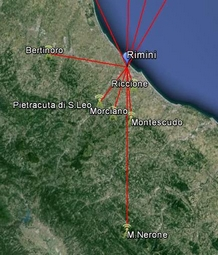 Bertinoro
Rimini
Riccione
Pietracuta di S.Leo
Morciano
Montescudo
M.Nerone